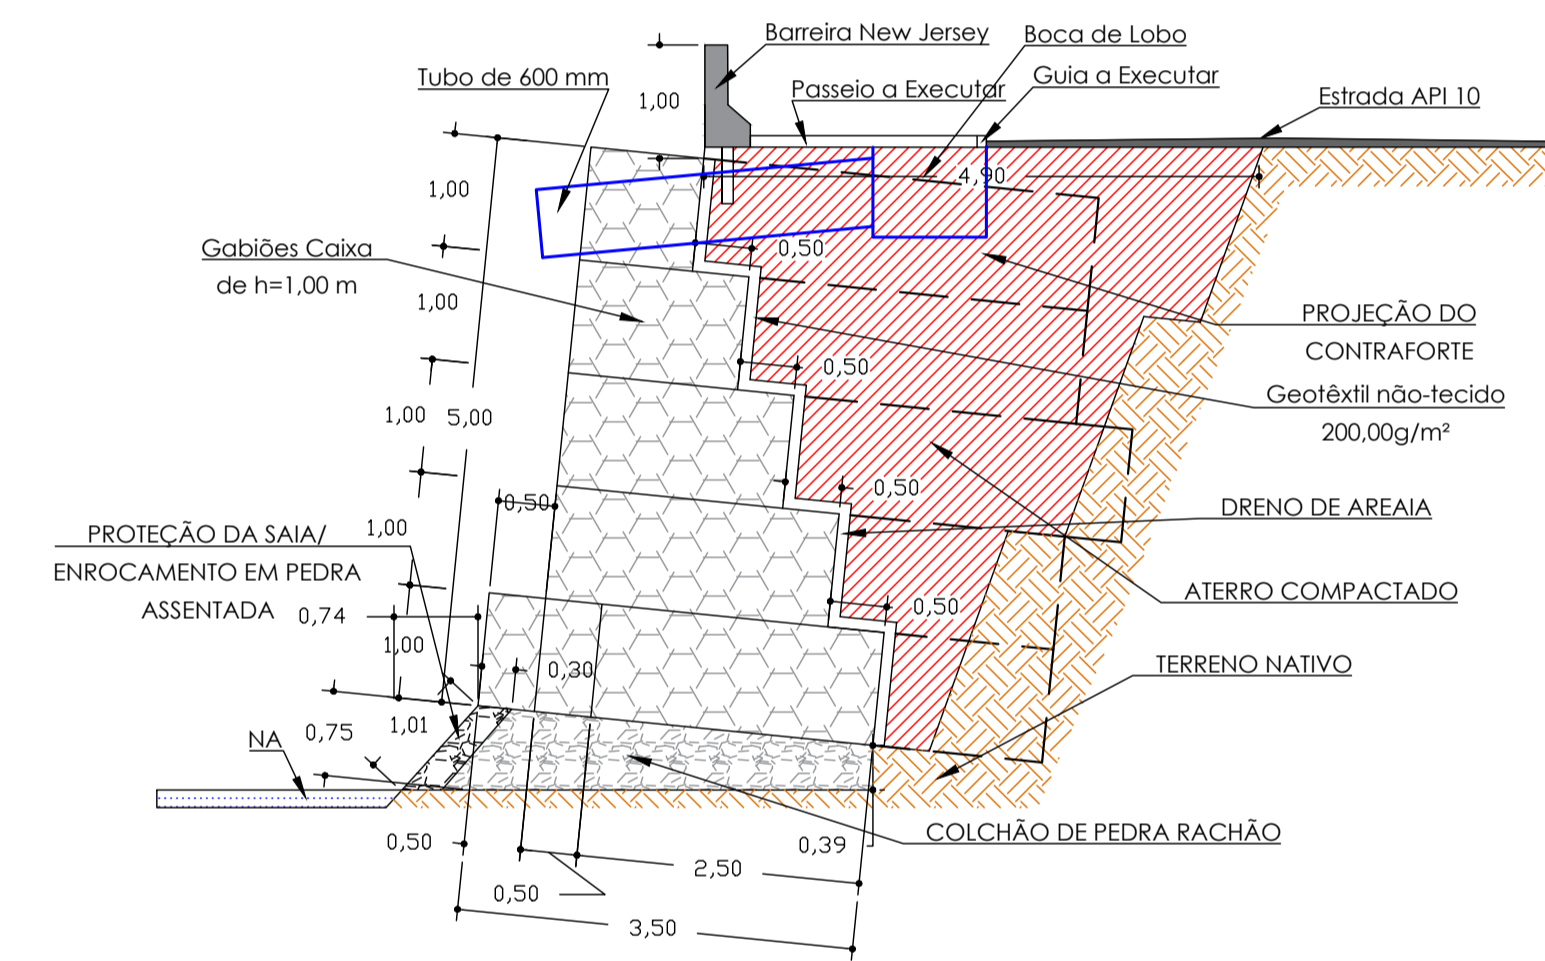 Barreira New Jersey
Boca de Lobo
Tubo de 600 mm
Passeio a Executar
Guia a Executar
Estrada API 10
1,00
1,00
4,90
Gabiões Caixa
de h=1,00 m
0,50
1,00
PROJEÇÃO DO
CONTRAFORTE
0,50
Geotêxtil não-tecido
200,00g/m²
1,00
5,00
0,50
0,50
DRENO DE AREAIA
PROTEÇÃO DA SAIA/
ENROCAMENTO EM PEDRA
ASSENTADA
1,00
ATERRO COMPACTADO
0,74
0,50
1,00
0,30
TERRENO NATIVO
NA
0,75
1,01
COLCHÃO DE PEDRA RACHÃO
0,50
0,39
2,50
0,50
3,50